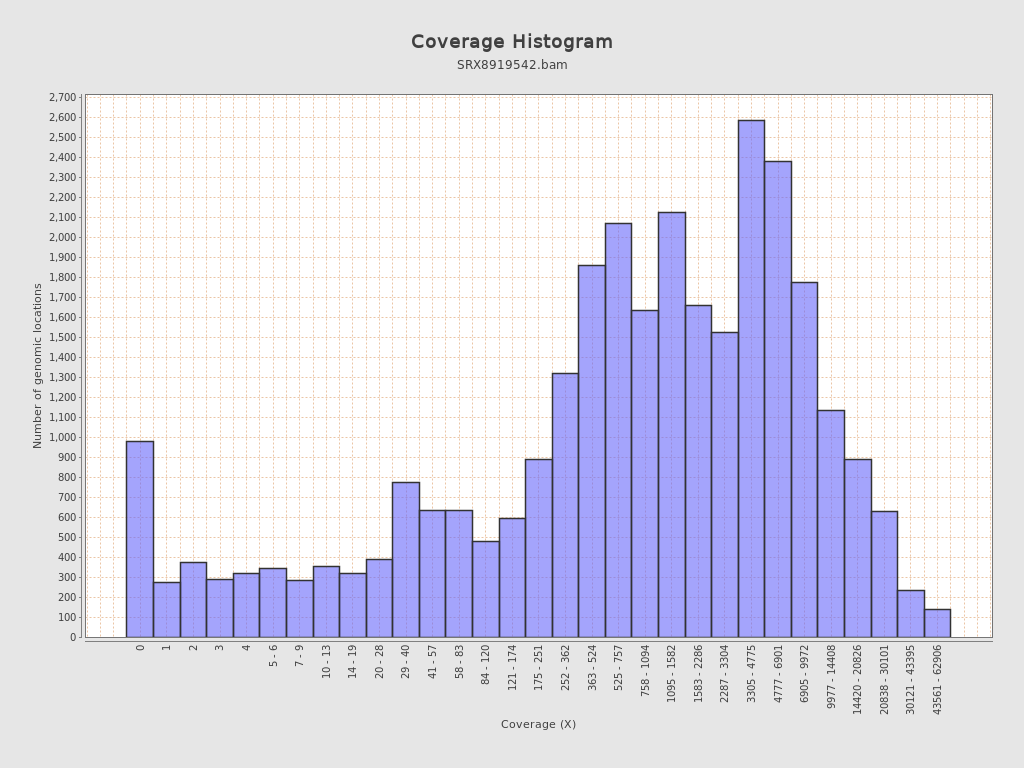 Coverage Histogram
SRX8919542.bam
Number of genomic locations
2,700
2,600
2,500
2,400
2,300
2,200
2,100
2,000
1,900
1,800
1,700
1,600
1,500
1,400
1,300
1,200
1,100
1,000
900
800
700
600
500
400
300
200
100
0
0
1
2
3
4
5 - 6
7 - 9
10 - 13
14 - 19
20 - 28
29 - 40
41 - 57
58 - 83
84 - 120
121 - 174
175 - 251
252 - 362
363 - 524
525 - 757
758 - 1094
1095 - 1582
1583 - 2286
2287 - 3304
3305 - 4775
4777 - 6901
6905 - 9972
9977 - 14408
14420 - 20826
20838 - 30101
30121 - 43395
43561 - 62906
Coverage (X)